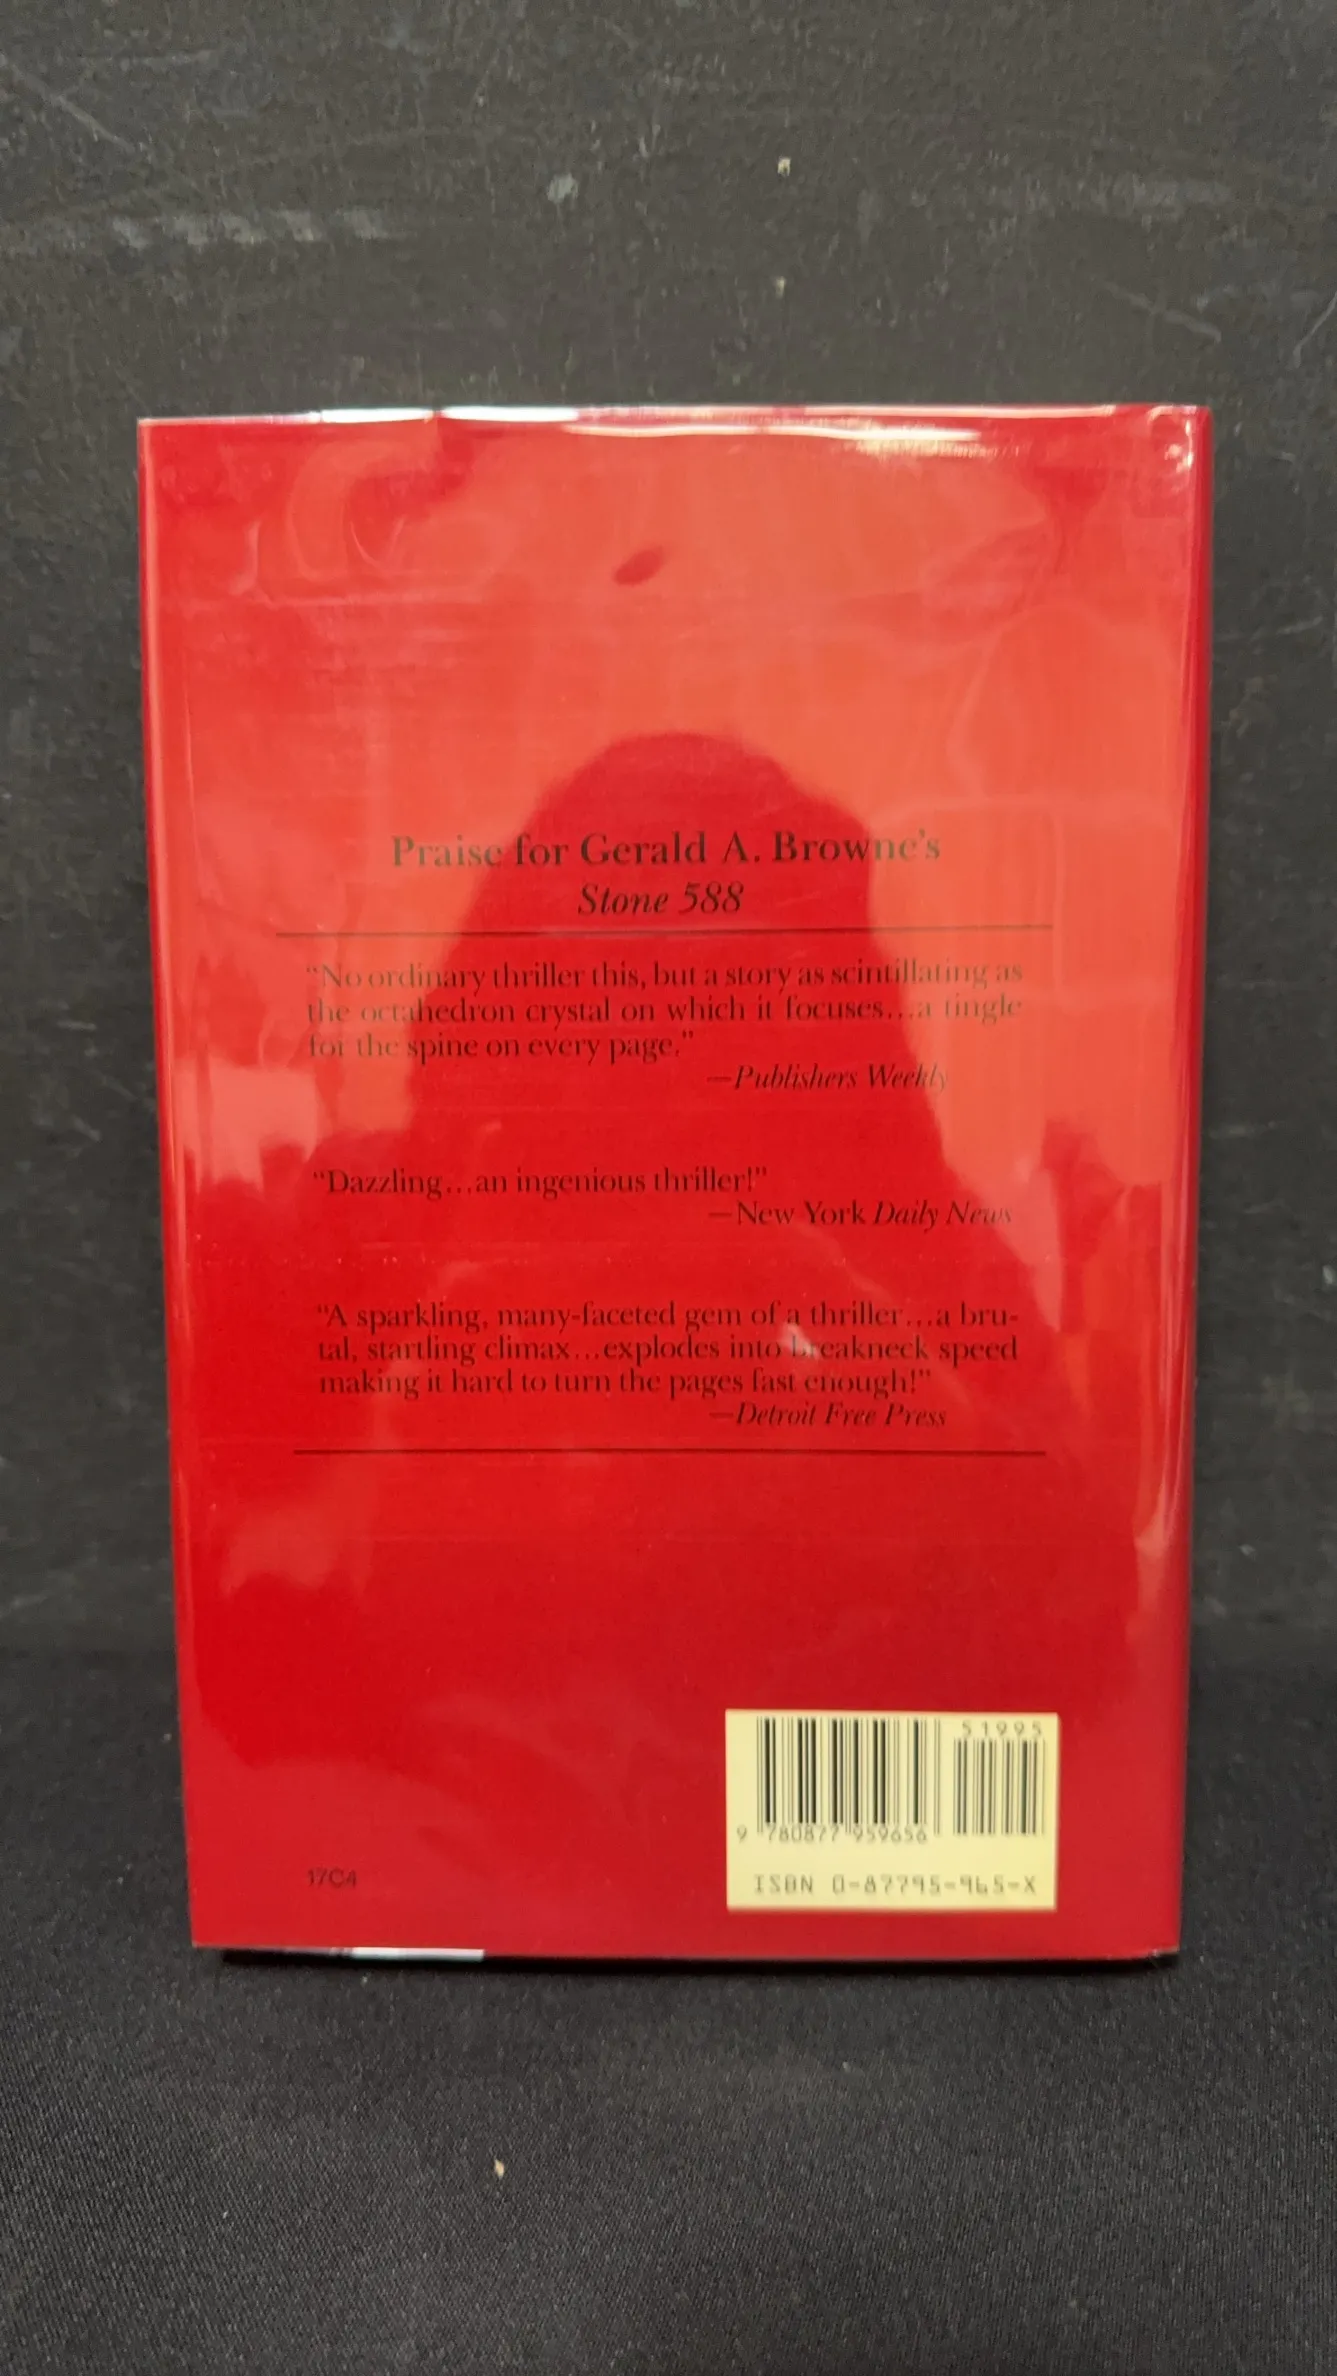 Praise for Gerald A. Browne's
Stone 588
“No ordinary thriller this, but a story as scintillating as
the octahedron crystal on which it focuses...a tingle
for the spine on every page.”
—Publishers Weekly
“Dazzling...an ingenious thriller!”
—New York Daily News
“A sparkling, many-faceted gem of a thriller...a bru-
tal, startling climax...explodes into breakneck speed
making it hard to turn the pages fast enough!”
—Detroit Free Press
51995
9 780877 959656
ISBN 0-87795-965-X
17C4